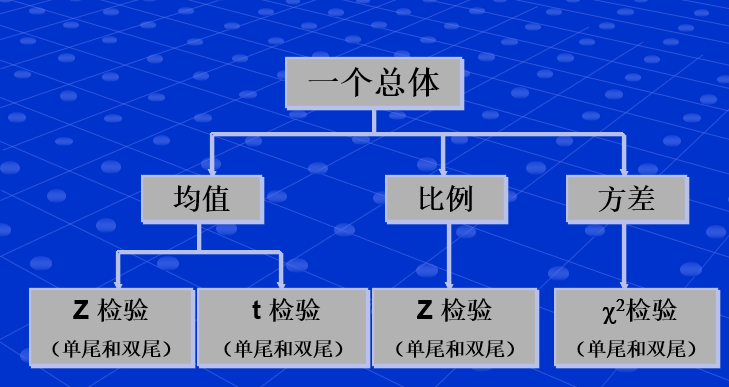 一个总体
均值
比例
方差
Z 检验
（单尾和双尾）
t 检验
（单尾和双尾）
Z 检验
（单尾和双尾）
χ²检验
（单尾和双尾）